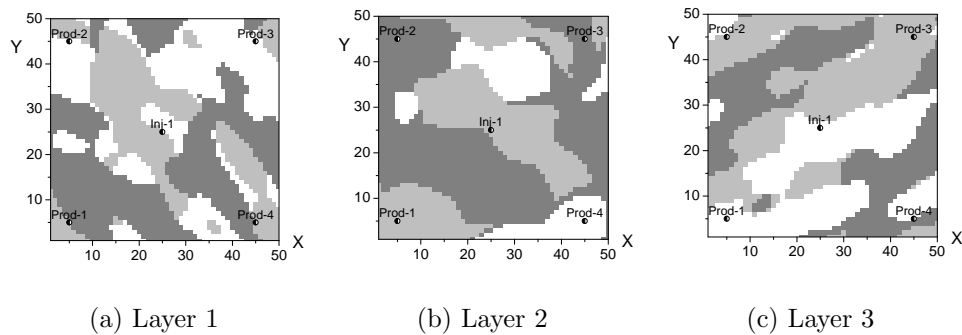 50
40
30
20
10
Y
Prod-2
Prod-3
Inj-1
Prod-1
Prod-4
10 20 30 40 50
X
(a) Layer 1
50
40
30
20
10
Y
Prod-2
Prod-3
Inj-1
Prod-1
Prod-4
10 20 30 40 50
X
(b) Layer 2
50
40
30
20
10
Y
Prod-2
Prod-3
Inj-1
Prod-1
Prod-4
10 20 30 40 50
X
(c) Layer 3